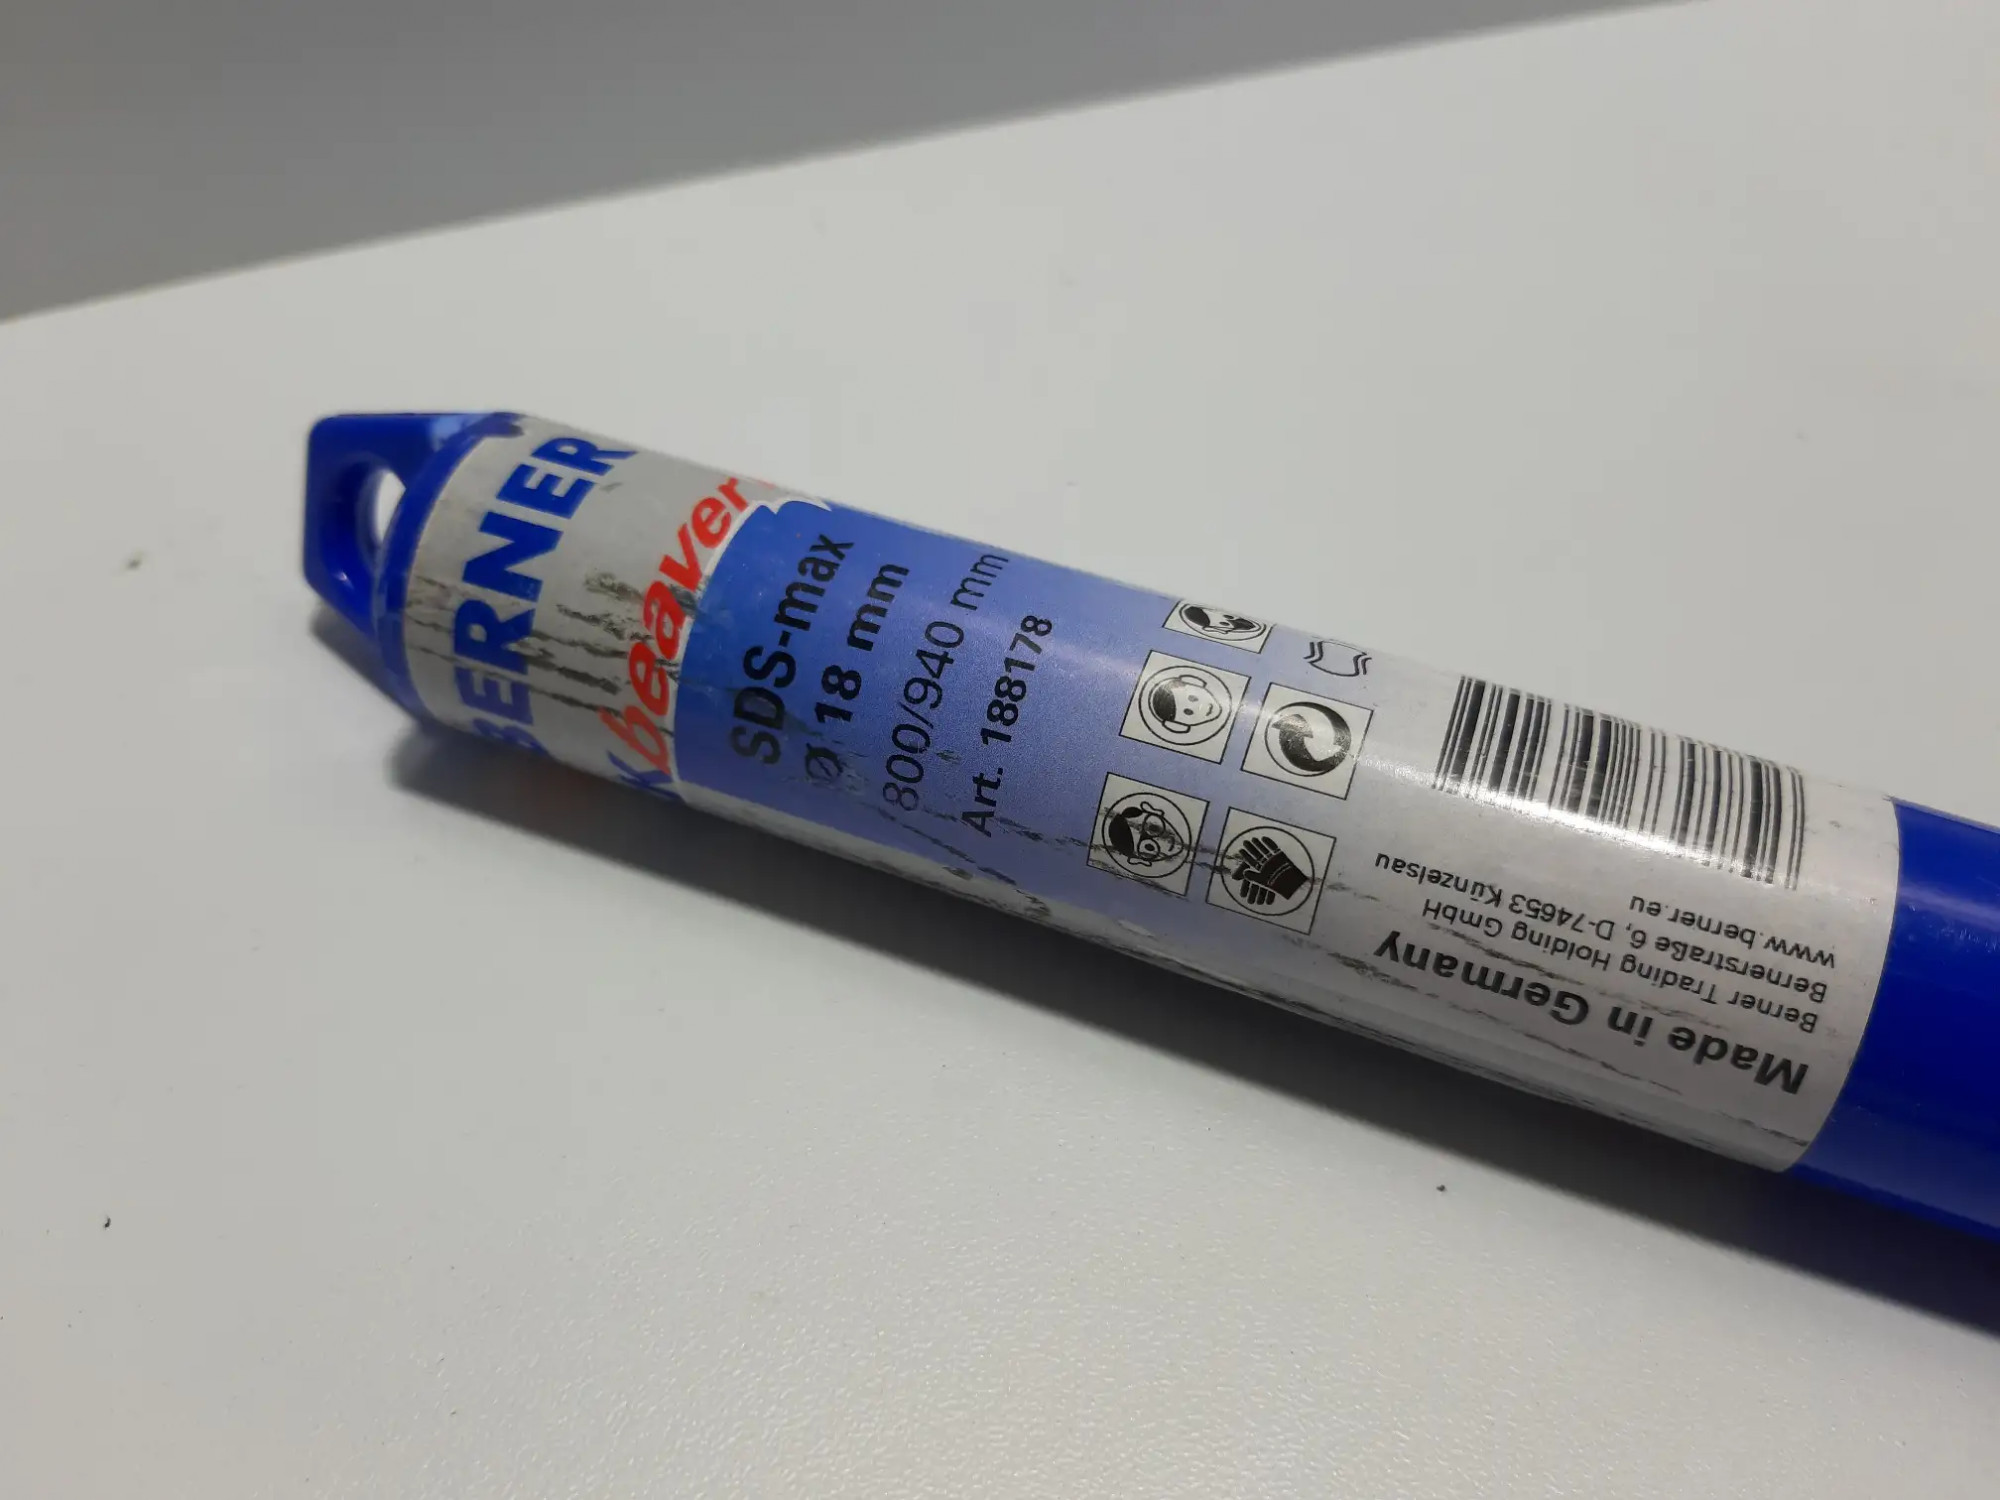 BERNER
beaver
SDS-max
Ø 18 mm
800/940 mm
Art. 188178
Made in Germany
Berner Trading Holding GmbH
Bernerstraße 6, D-74653 Künzelsau
www.berner.eu